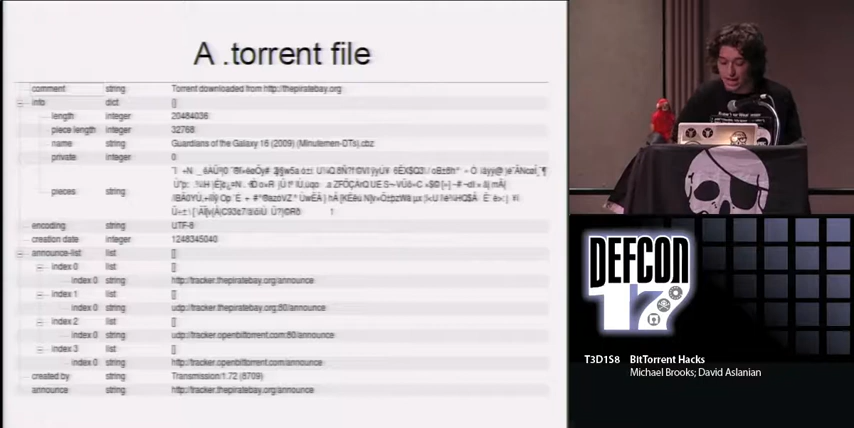 A .torrent file
comment string Torrent downloaded from http://thepiratebay.org
info dict {}
length integer 20484036
piece length integer 32768
name string Guardians of the Galaxy 16 (2009) (Minutemen-DTs).cbz
private integer 0
pieces string
encoding string UTF-8
creation date integer 1248345040
announce-list list []
index 0 list []
index 0 string http://tracker.thepiratebay.org/announce
index 1 list []
index 0 string udp://tracker.thepiratebay.org:80/announce
index 2 list []
index 0 string udp://tracker.openbittorrent.com:80/announce
index 3 list []
index 0 string http://tracker.openbittorrent.com/announce
created by string Transmission/1.72 (8709)
announce string http://tracker.thepiratebay.org/announce
DEFCON
17
T3D1S8 BitTorrent Hacks
Michael Brooks; David Aslanian